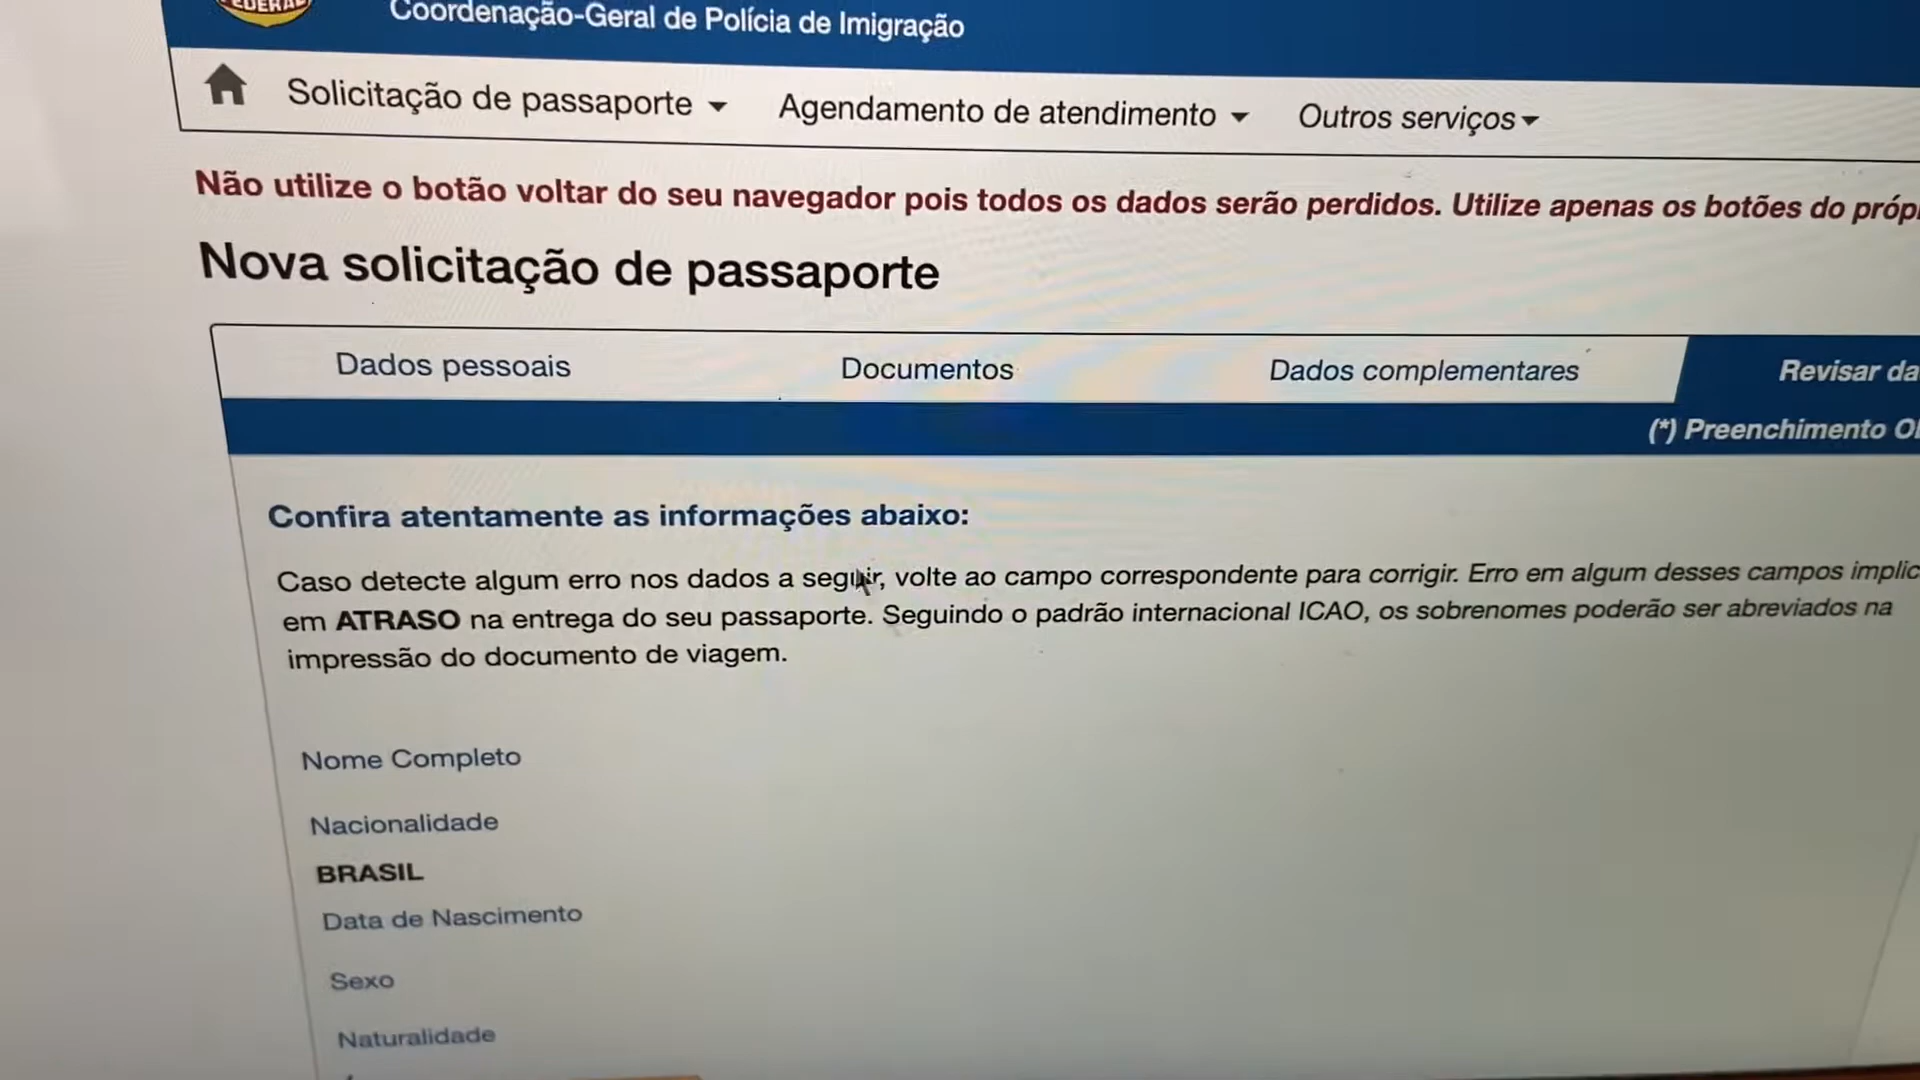 FEDERAL
Coordenação-Geral de Polícia de Imigração
Solicitação de passaporte
Agendamento de atendimento
Outros serviços
Não utilize o botão voltar do seu navegador pois todos os dados serão perdidos. Utilize apenas os botões do
Nova solicitação de passaporte
Dados pessoais
Documentos
Dados complementares
Revisar
(*) Preenchimento
Confira atentamente as informações abaixo:
Caso detecte algum erro nos dados a seguir, volte ao campo correspondente para corrigir. Erro em algum desses campos
em ATRASO na entrega do seu passaporte. Seguindo o padrão internacional ICAO, os sobrenomes poderão ser abreviados na
impressão do documento de viagem.
Nome Completo
Nacionalidade
BRASIL
Data de Nascimento
Sexo
Naturalidade